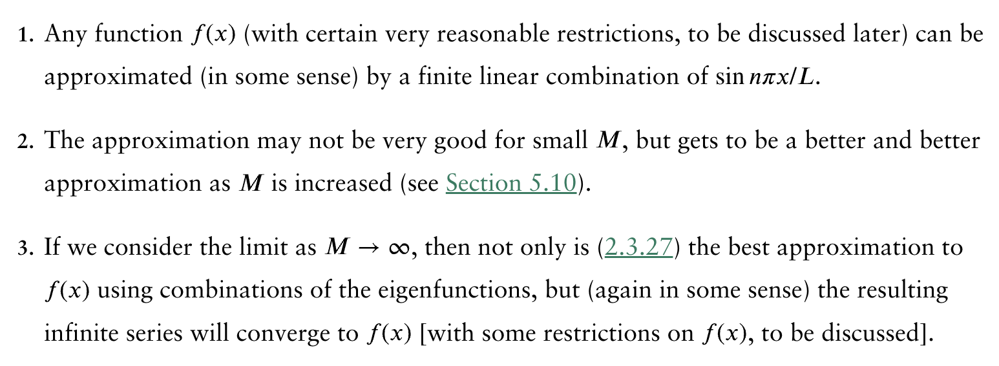 1. Any function f(x) (with certain very reasonable restrictions, to be discussed later) can be
approximated (in some sense) by a finite linear combination of sin nπx/L.
2. The approximation may not be very good for small M, but gets to be a better and better
approximation as M is increased (see Section 5.10).
3. If we consider the limit as M → ∞, then not only is (2.3.27) the best approximation to
f(x) using combinations of the eigenfunctions, but (again in some sense) the resulting
infinite series will converge to f(x) [with some restrictions on f(x), to be discussed].